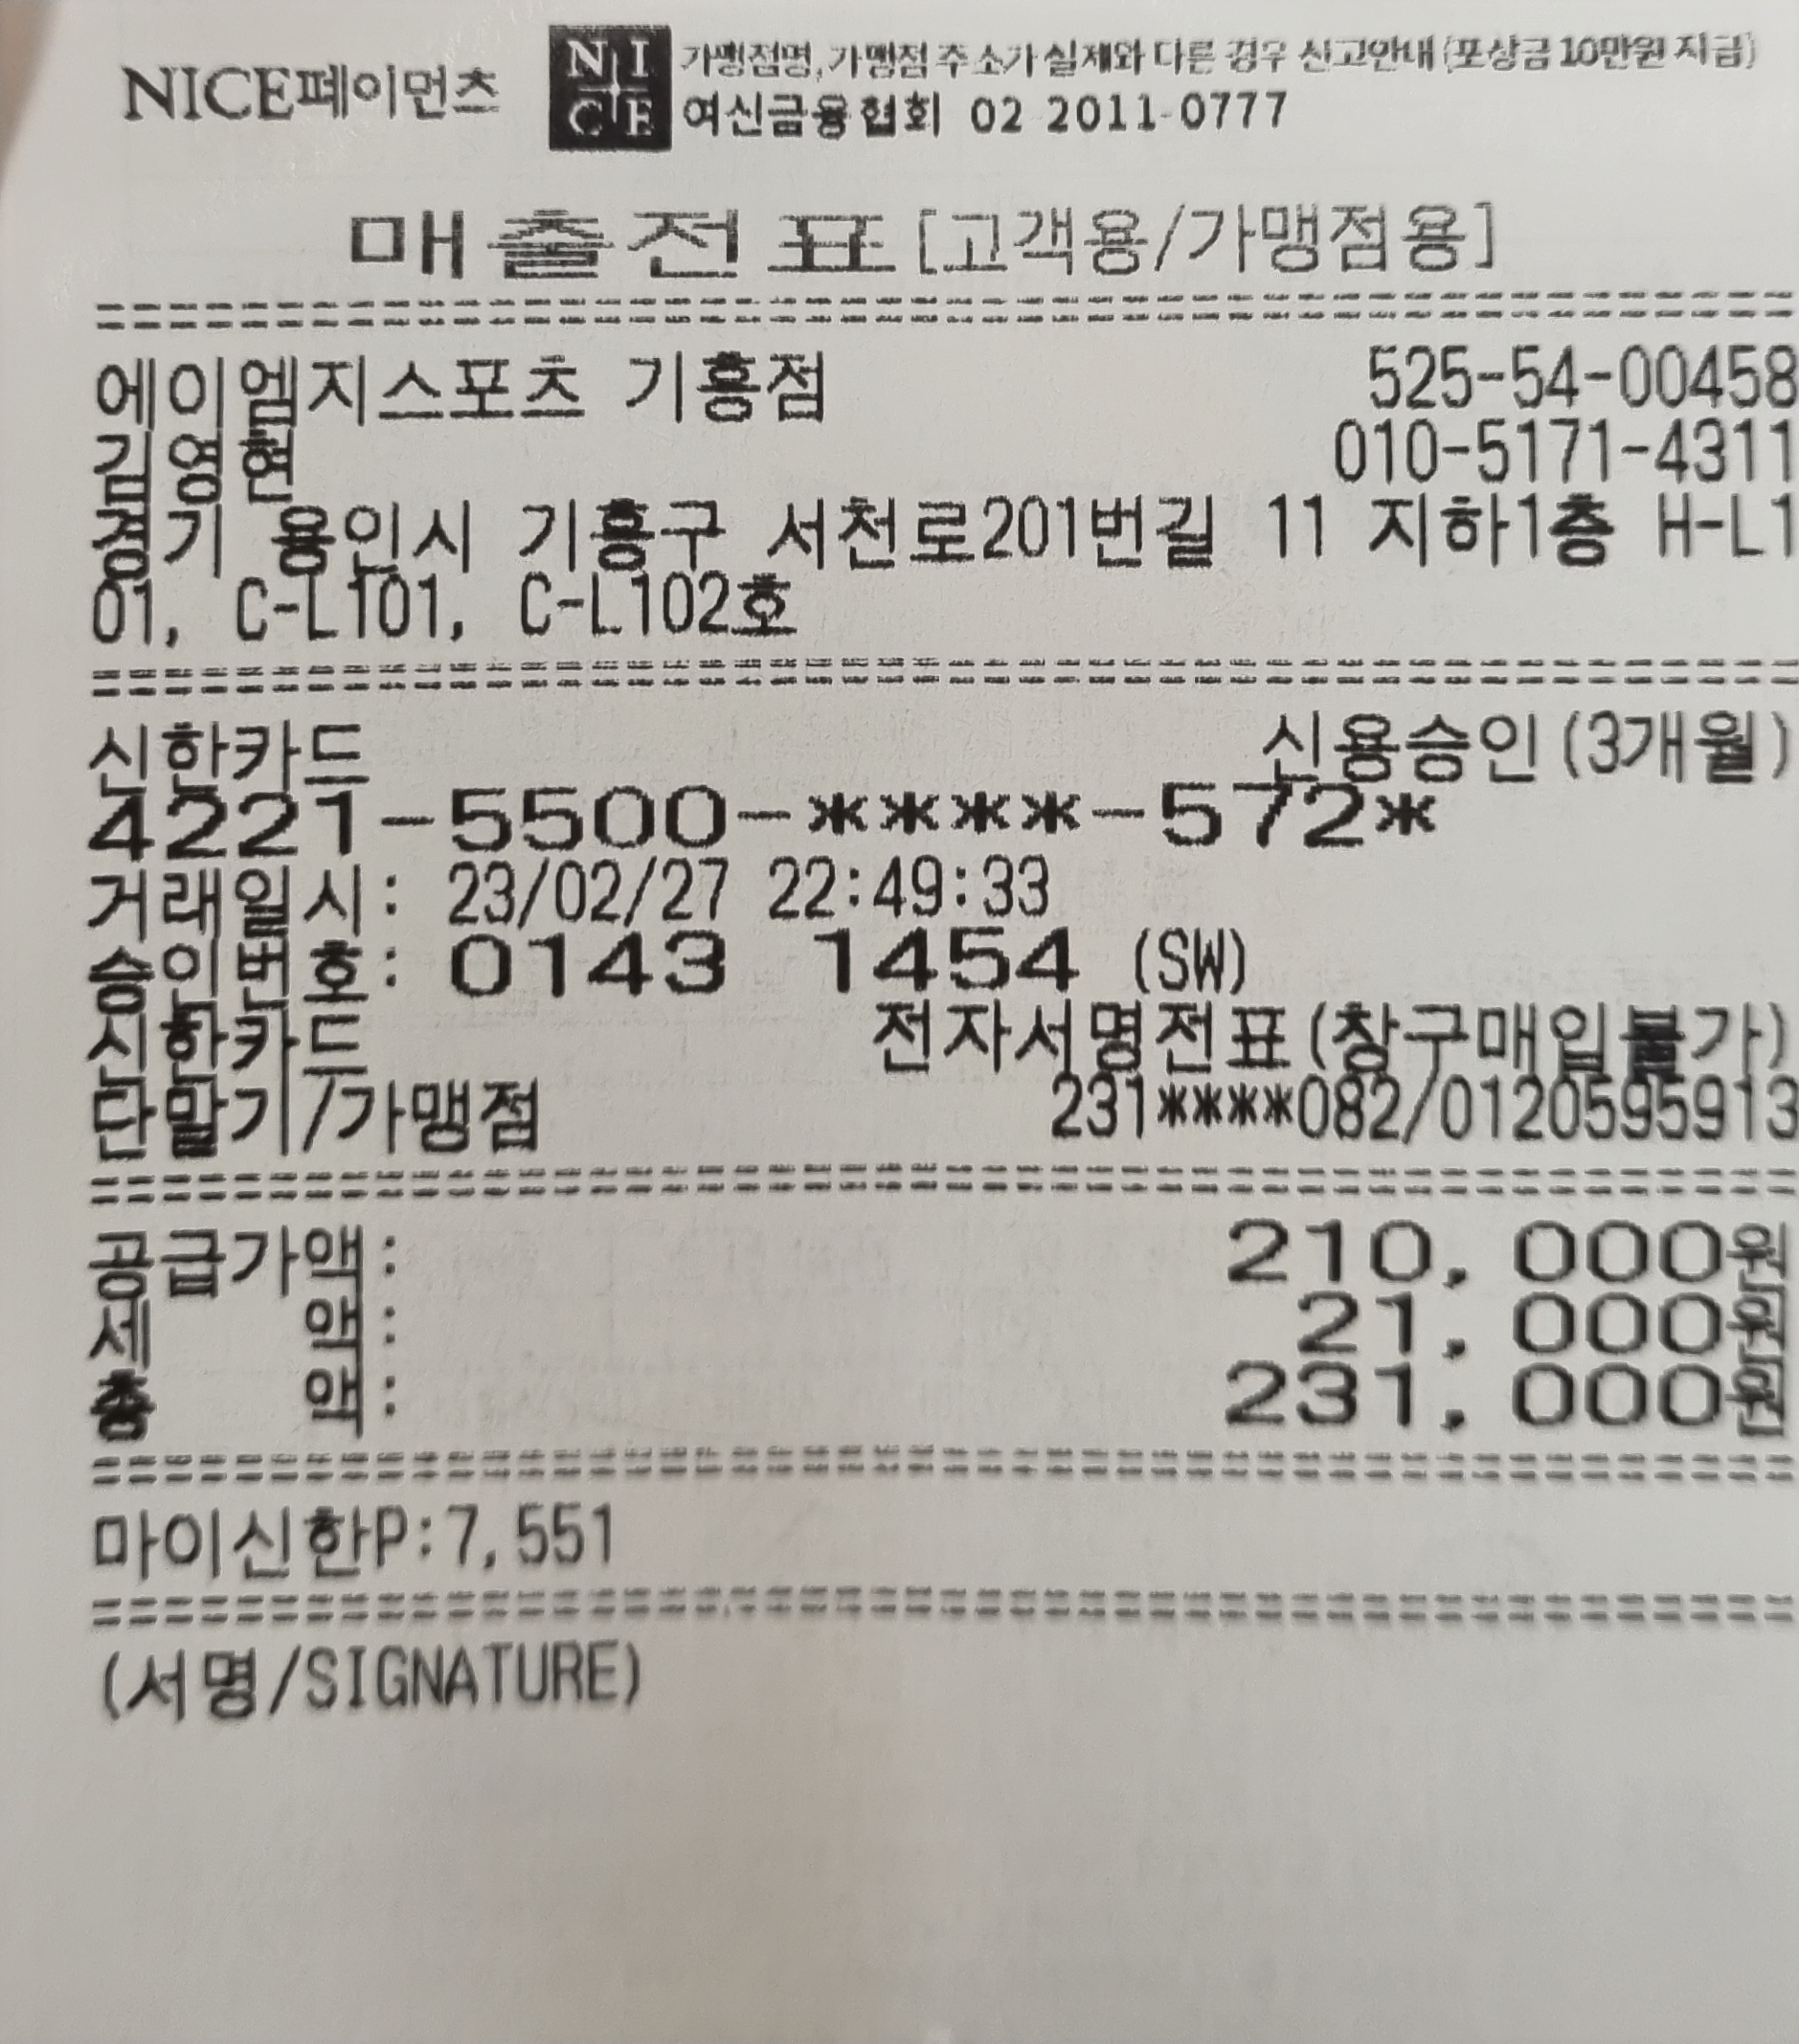 NICE페이먼츠
NICE
가맹점명, 가맹점 주소가 실제와 다른 경우 신고안내 (포상금 10만원 지급)
여신금융협회 02 2011-0777
매출전표[고객용/가맹점용]
에이엠지스포츠 기흥점 525-54-00458
김영현 010-5171-4311
경기 용인시 기흥구 서천로201번길 11 지하1층 H-L1
01, C-L101, C-L102호
신한카드 신용승인(3개월)
4221-5500-****-572*
거래일시: 23/02/27 22:49:33
승인번호: 0143 1454 (SW)
신한카드 전자서명전표(창구매입불가)
단말기/가맹점 231****082/0120595913
공급가액: 210,000원
세 액: 21,000원
총 액: 231,000원
마이신한P:7,551
(서명/SIGNATURE)